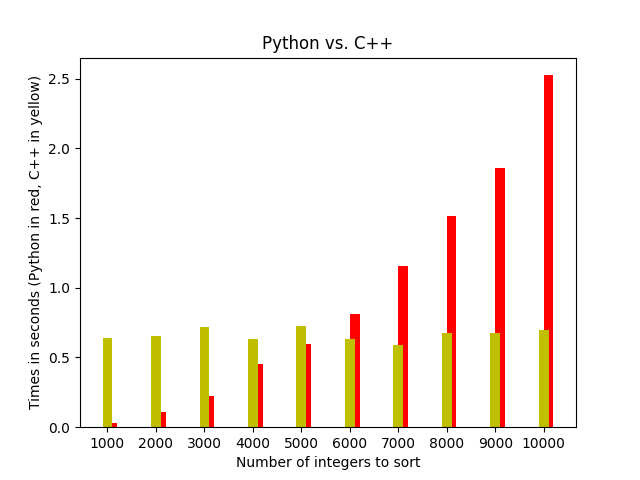 Python vs. C++
Times in seconds (Python in red, C++ in yellow)
2.5
2.0
1.5
1.0
0.5
0.0
1000 2000 3000 4000 5000 6000 7000 8000 9000 10000
Number of integers to sort